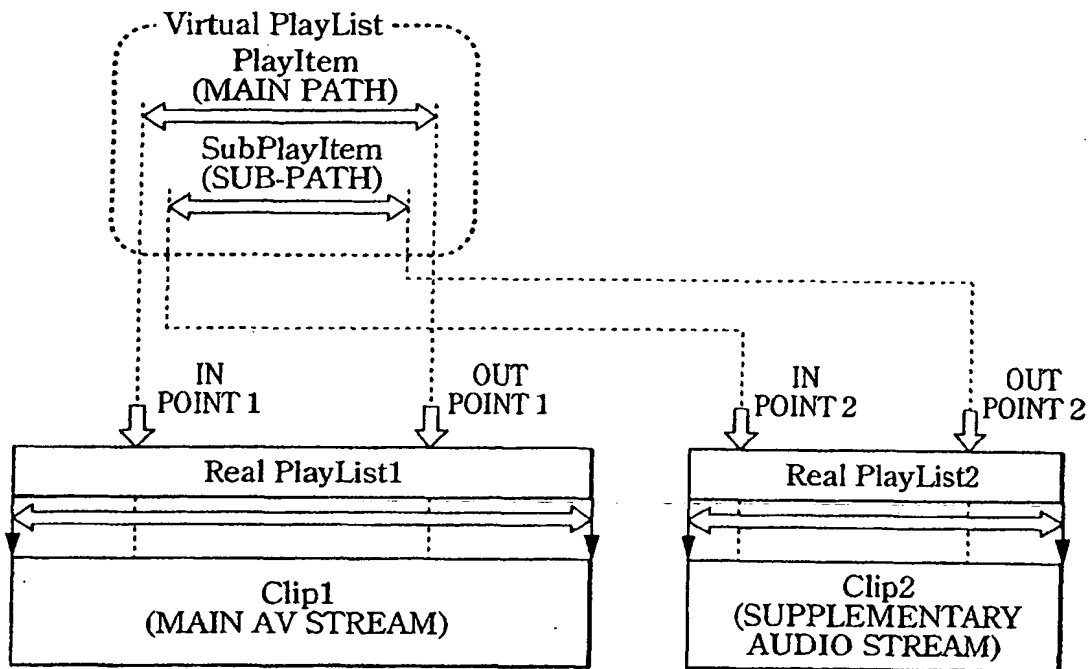 Virtual PlayList
PlayItem
(MAIN PATH)
SubPlayItem
(SUB-PATH)
IN
POINT 1
OUT
POINT 1
IN
POINT 2
OUT
POINT 2
Real PlayList1
Real PlayList2
Clip1
(MAIN AV STREAM)
Clip2
(SUPPLEMENTARY
AUDIO STREAM)